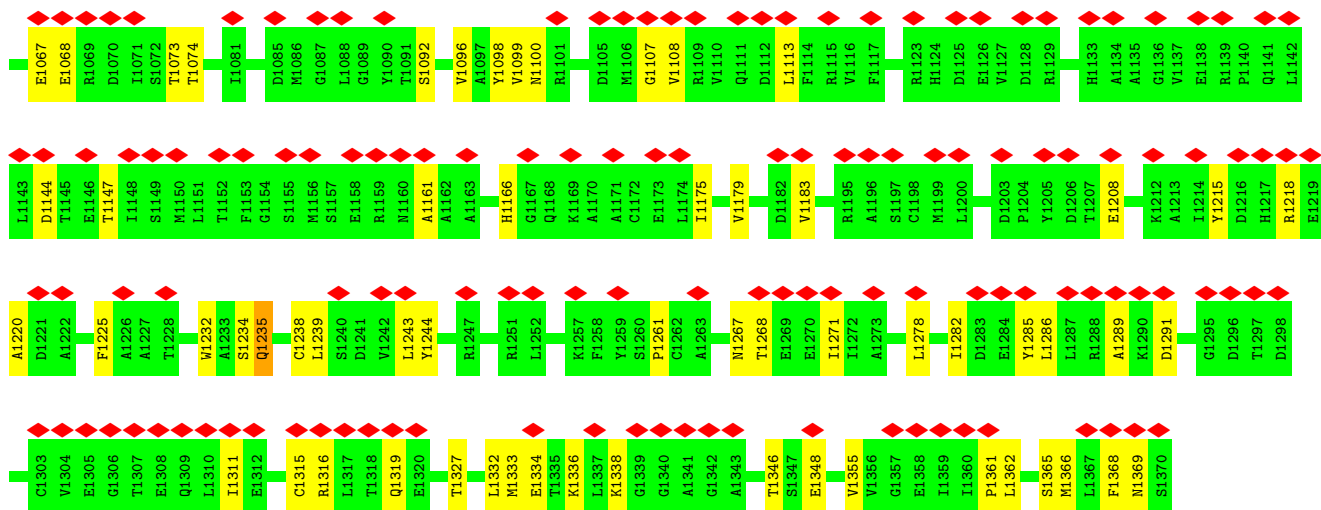 E1067 E1068 R1069 D1070 I1071 S1072 T1073 T1074 I1081 D1085 M1086 G1087 L1088 G1089 Y1090 T1091 S1092 V1096 A1097 Y1098 V1099 N1100 R1101 D1105 M1106 G1107 V1108 R1109 V1110 Q1111 D1112 L1113 F1114 R1115 V1116 F1117 R1123 H1124 D1125 E1126 V1127 D1128 R1129 H1133 A1134 A1135 G1136 V1137 E1138 R1139 P1140 Q1141 L1142
L1143 D1144 T1145 E1146 T1147 I1148 S1149 M1150 L1151 T1152 F1153 G1154 S1155 M1156 S1157 E1158 R1159 N1160 A1161 A1162 A1163 H1166 G1167 Q1168 K1169 A1170 A1171 C1172 E1173 L1174 I1175 V1179 D1182 V1183 R1195 A1196 S1197 C1198 M1199 L1200 D1203 P1204 Y1205 D1206 T1207 E1208 K1212 A1213 I1214 Y1215 D1216 H1217 R1218 E1219
A1220 D1221 A1222 F1225 A1226 A1227 T1228 W1232 A1233 S1234 Q1235 C1238 L1239 S1240 D1241 V1242 L1243 Y1244 R1247 R1251 L1252 K1257 F1258 Y1259 S1260 P1261 C1262 A1263 N1267 T1268 E1269 E1270 I1271 I1272 A1273 L1278 I1282 D1283 E1284 Y1285 L1286 L1287 R1288 A1289 K1290 D1291 G1295 D1296 T1297 D1298
C1303 V1304 E1305 G1306 T1307 E1308 Q1309 L1310 I1311 E1312 C1315 R1316 L1317 T1318 Q1319 E1320 T1327 L1332 M1333 E1334 T1335 K1336 L1337 K1338 G1339 G1340 A1341 G1342 A1343 T1346 S1347 E1348 V1355 V1356 G1357 E1358 I1359 I1360 P1361 L1362 S1365 M1366 L1367 F1368 N1369 S1370